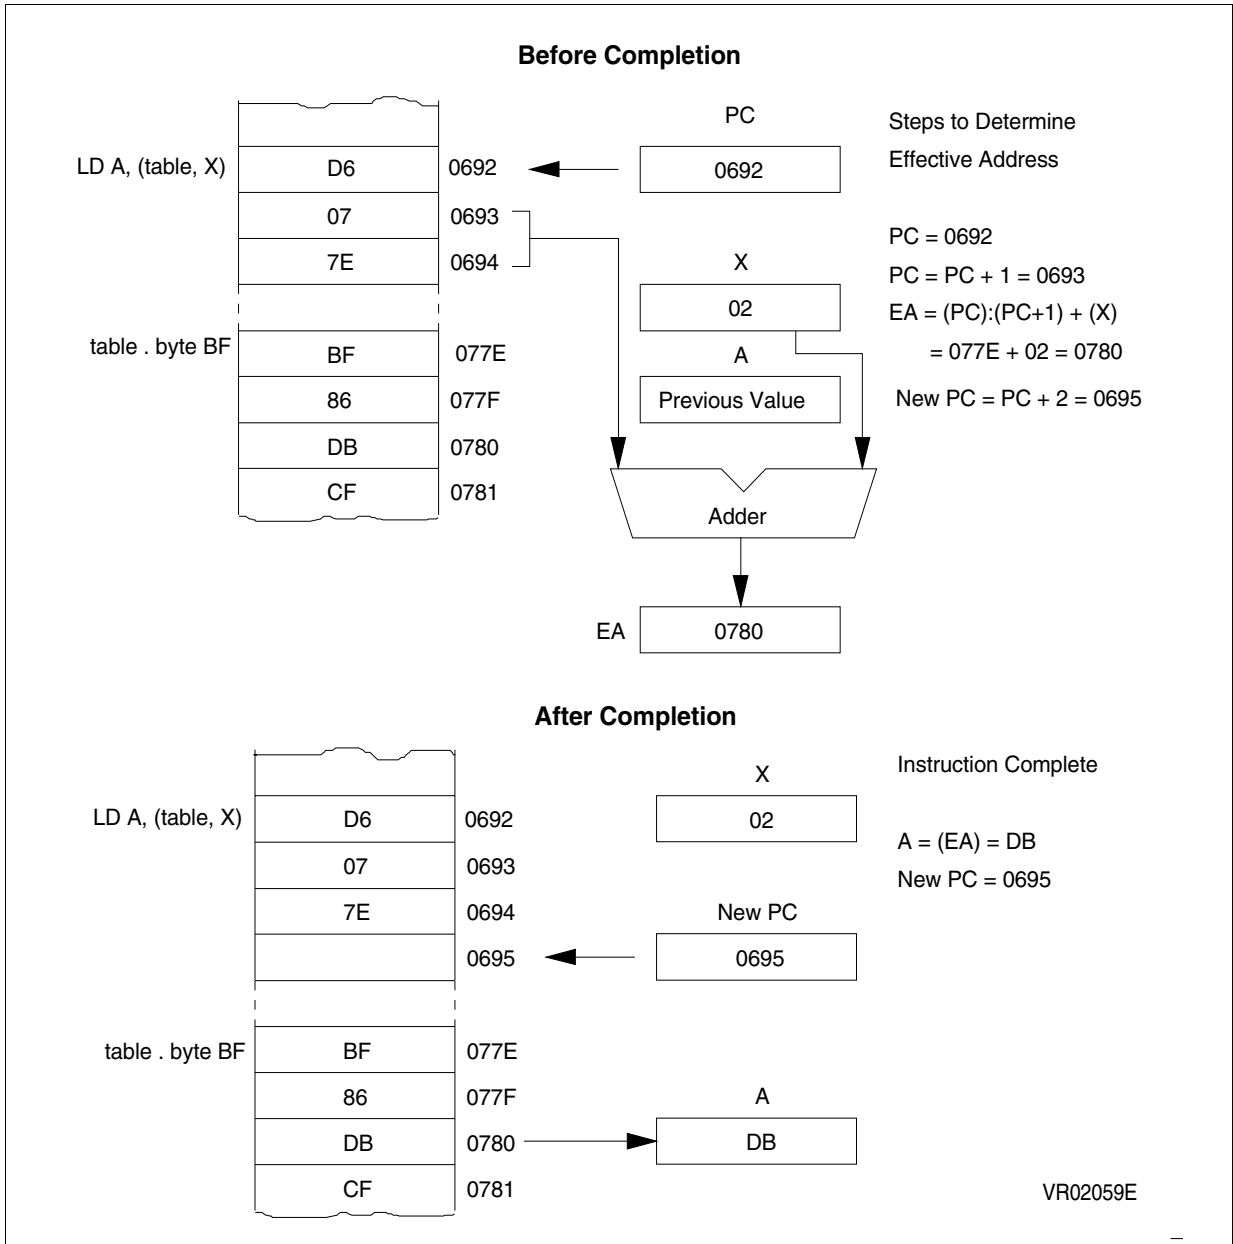 Before Completion
PC
Steps to Determine
Effective Address
LD A, (table, X)
D6
0692
0692
07
0693
7E
0694
X
02
PC = 0692
PC = PC + 1 = 0693
EA = (PC):(PC+1) + (X)
= 077E + 02 = 0780
New PC = PC + 2 = 0695
table . byte BF
BF
077E
A
86
077F
Previous Value
DB
0780
CF
0781
Adder
EA
0780
After Completion
X
Instruction Complete
LD A, (table, X)
D6
0692
02
A = (EA) = DB
New PC = 0695
07
0693
7E
0694
New PC
0695
0695
table . byte BF
BF
077E
86
077F
A
DB
0780
DB
CF
0781
VR02059E